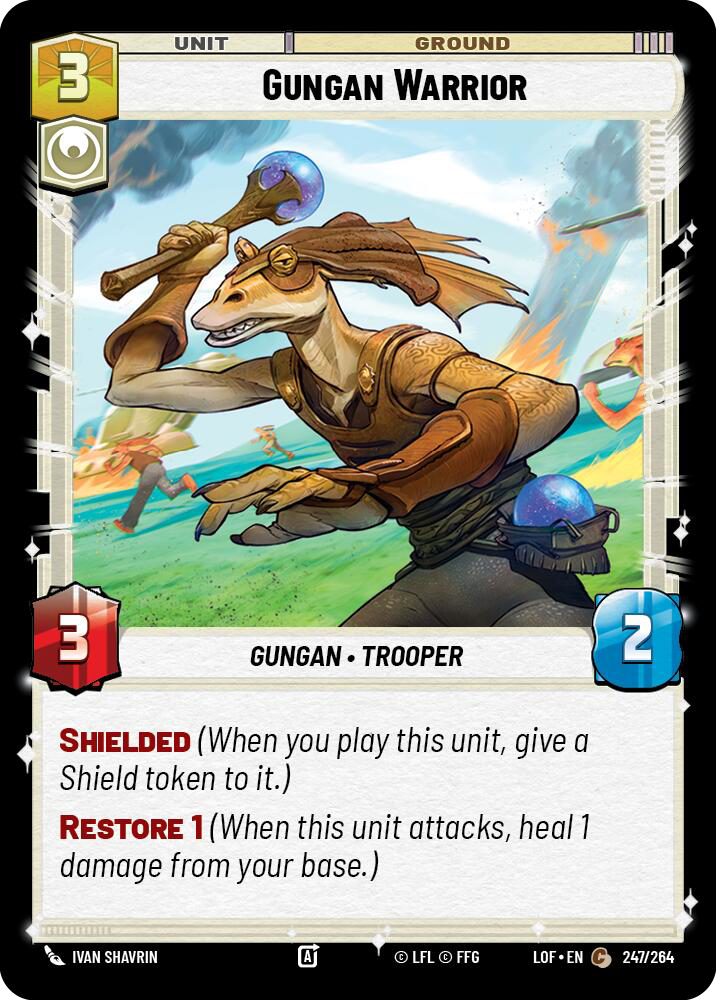 UNIT
GROUND
3
GUNGAN WARRIOR
3
GUNGAN • TROOPER
2
SHIELDED (When you play this unit, give a
Shield token to it.)
RESTORE 1 (When this unit attacks, heal 1
damage from your base.)
IVAN SHAVRIN
A
© LFL © FFG
LOF • EN
C
247/264